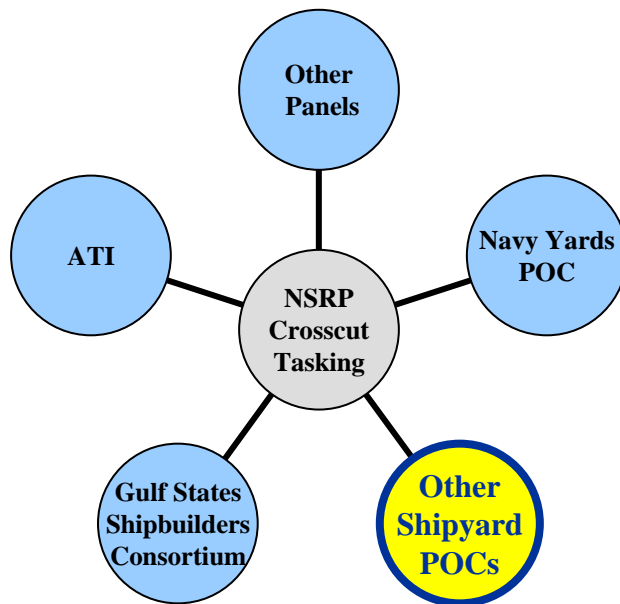 Other
Panels
ATI
Navy Yards
POC
NSRP
Crosscut
Tasking
Gulf States
Shipbuilders
Consortium
Other
Shipyard
POCs